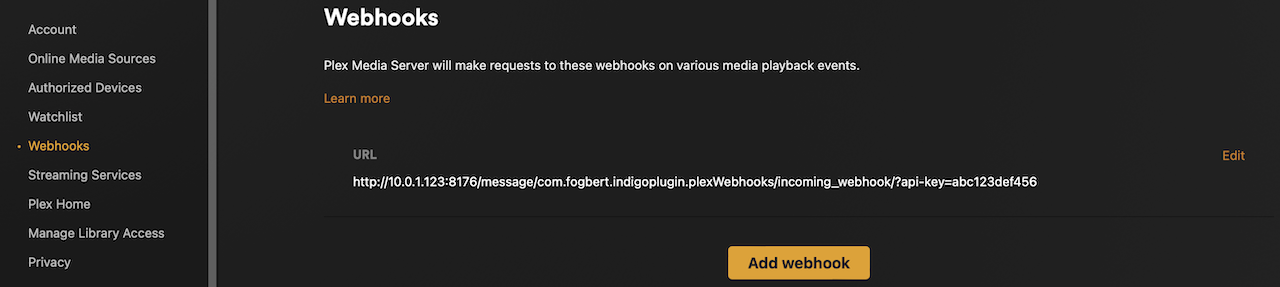 Account
Online Media Sources
Authorized Devices
Watchlist
Webhooks
Streaming Services
Plex Home
Manage Library Access
Privacy
Webhooks
Plex Media Server will make requests to these webhooks on various media playback events.
Learn more
URL
Edit
http://10.0.1.123:8176/message/com.fogbert.indigoplugin.plexWebhooks/incoming_webhook/?api-key=abc123def456
Add webhook